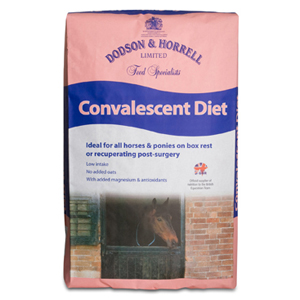 DODSON & HORRELL
LIMITED
Feed Specialists
Convalescent Diet
Ideal for all horses & ponies on box rest
or recuperating post-surgery
Low intake
No added oats
With added magnesium & antioxidants